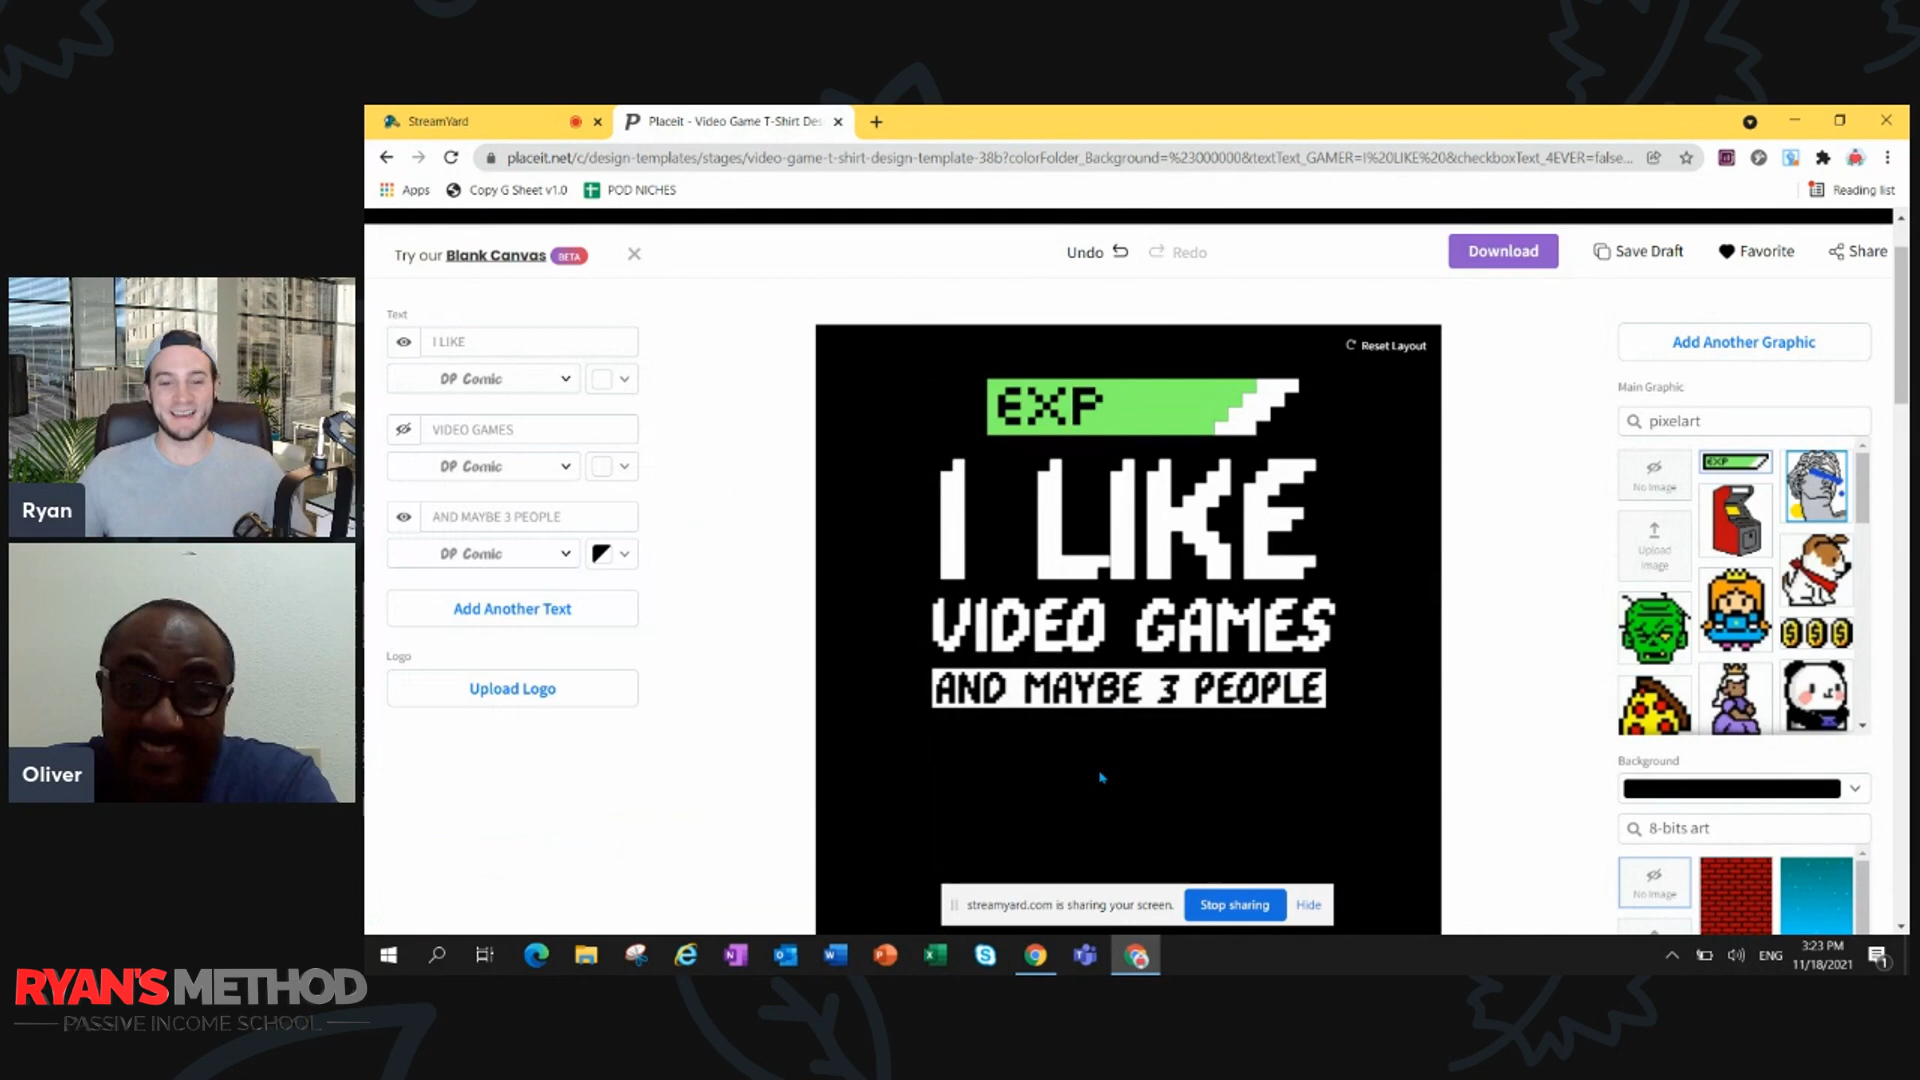 StreamYard
Placeit - Video Game T-Shirt Des
placeit.net/c/design-templates/stages/video-game-t-shirt-design-template-38b?colorFolder_Background=%23000000&textText_GAMER=I%20LIKE%20&checkboxText_4EVER=false...
Apps
Copy G Sheet v1.0
POD NICHES
Reading list
Try our Blank Canvas BETA
Undo
Redo
Download
Save Draft
Favorite
Share
Text
I LIKE
DP Comic
VIDEO GAMES
DP Comic
AND MAYBE 3 PEOPLE
DP Comic
Add Another Text
Logo
Upload Logo
Reset Layout
EXP
I LIKE
VIDEO GAMES
AND MAYBE 3 PEOPLE
Add Another Graphic
Main Graphic
pixelart
No Image
EXP
Upload
Image
Background
8-bits art
No Image
streamyard.com is sharing your screen.
Stop sharing
Hide
ENG
3:23 PM
11/18/2021
1
Ryan
Oliver
RYAN'S METHOD
PASSIVE INCOME SCHOOL